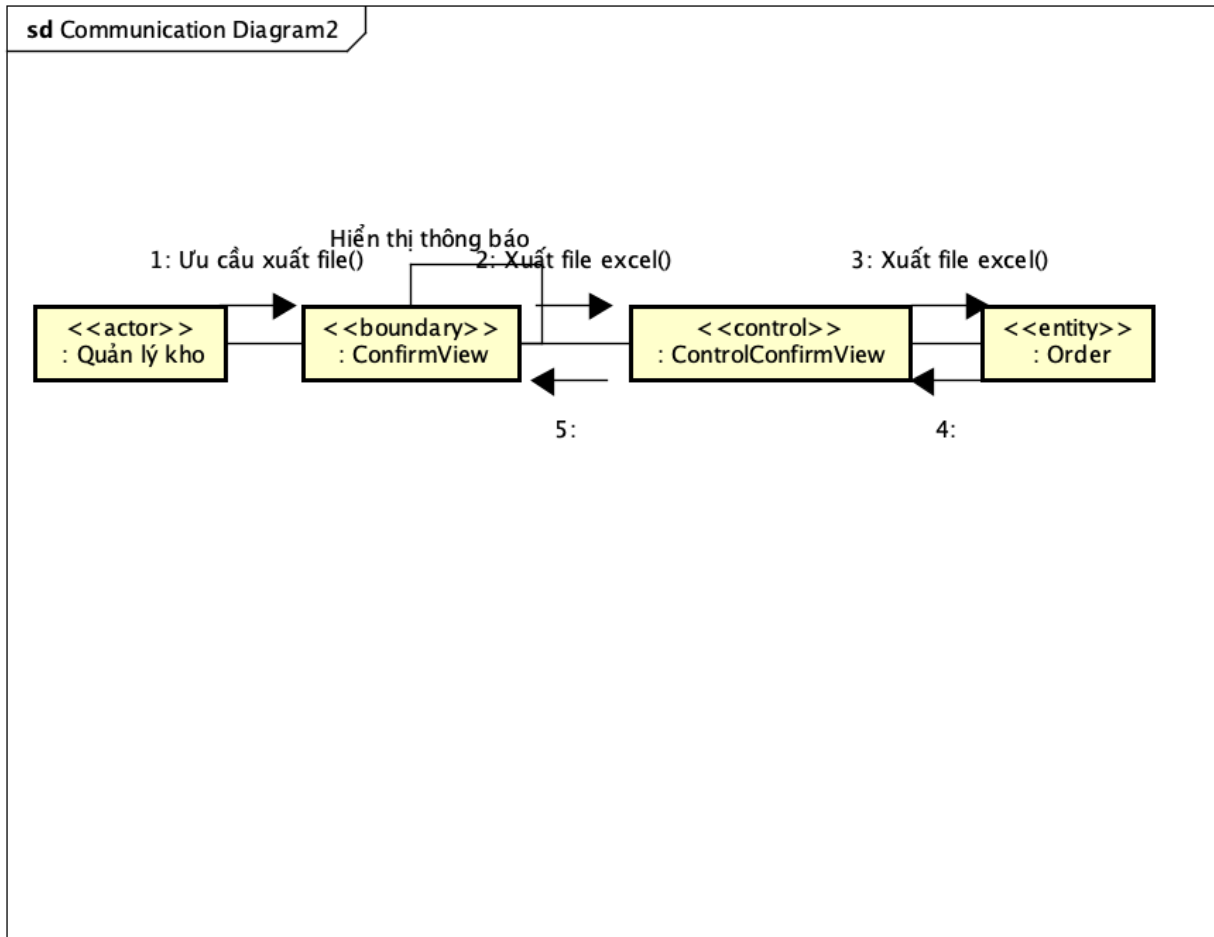 sd Communication Diagram2
Hiển thị thông báo
1: Ưu cầu xuất file()
2: Xuất file excel()
3: Xuất file excel()
<<actor>>
: Quản lý kho
<<boundary>>
: ConfirmView
<<control>>
: ControlConfirmView
<<entity>>
: Order
5:
4: